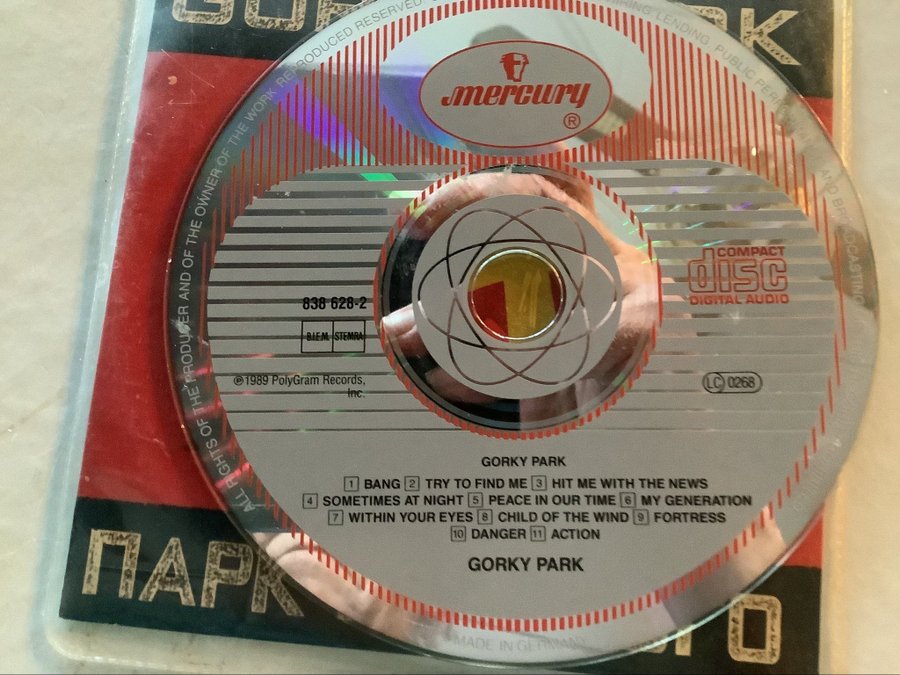 mercury
®
ALL RIGHTS OF THE PRODUCER AND OF THE OWNER OF THE WORK REPRODUCED RESERVED LENDING, PUBLIC AND BROADCASTING
COMPACT
disc
DIGITAL AUDIO
838 628-2
B.I.E.M. STEMRA
℗1989 PolyGram Records,
Inc.
LC 0268
GORKY PARK
1 BANG 2 TRY TO FIND ME 3 HIT ME WITH THE NEWS
4 SOMETIMES AT NIGHT 5 PEACE IN OUR TIME 6 MY GENERATION
7 WITHIN YOUR EYES 8 CHILD OF THE WIND 9 FORTRESS
10 DANGER 11 ACTION
GORKY PARK
MADE IN GERMANY
ПАРК